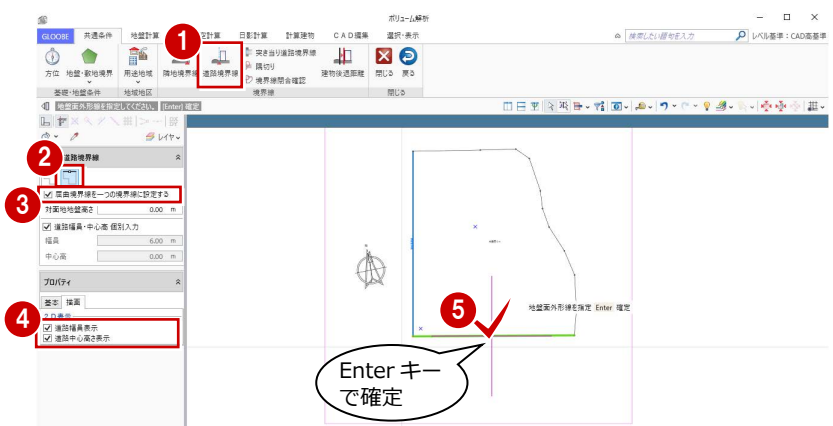 ボリューム解析
GLOOBE 共通条件 地盤計算 空計算 日影計算 計算建物 CAD編集 選択・表示
検索したい語句を入力
レベル基準:CAD高基準
1
方位 地盤・敷地境界 用途地域 隣地境界線 道路境界線
突き当り道路境界線
隅切り
境界線閉合確認
建物後退距離 閉じる 戻る
基礎・地盤条件 地域地区 境界線 閉じる
地盤面外形線を指定してください。 [Enter] 確定
レイヤ
2
道路境界線
3
屈曲境界線を一つの境界線に設定する
対面地地盤高さ 0.00 m
道路幅員・中心高 個別入力
幅員 6.00 m
中心高 0.00 m
プロパティ
基本 描画
4
2D表示
道路幅員表示
道路中心高さ表示
5
地盤面外形線を指定 Enter 確定
Enter キー
で確定